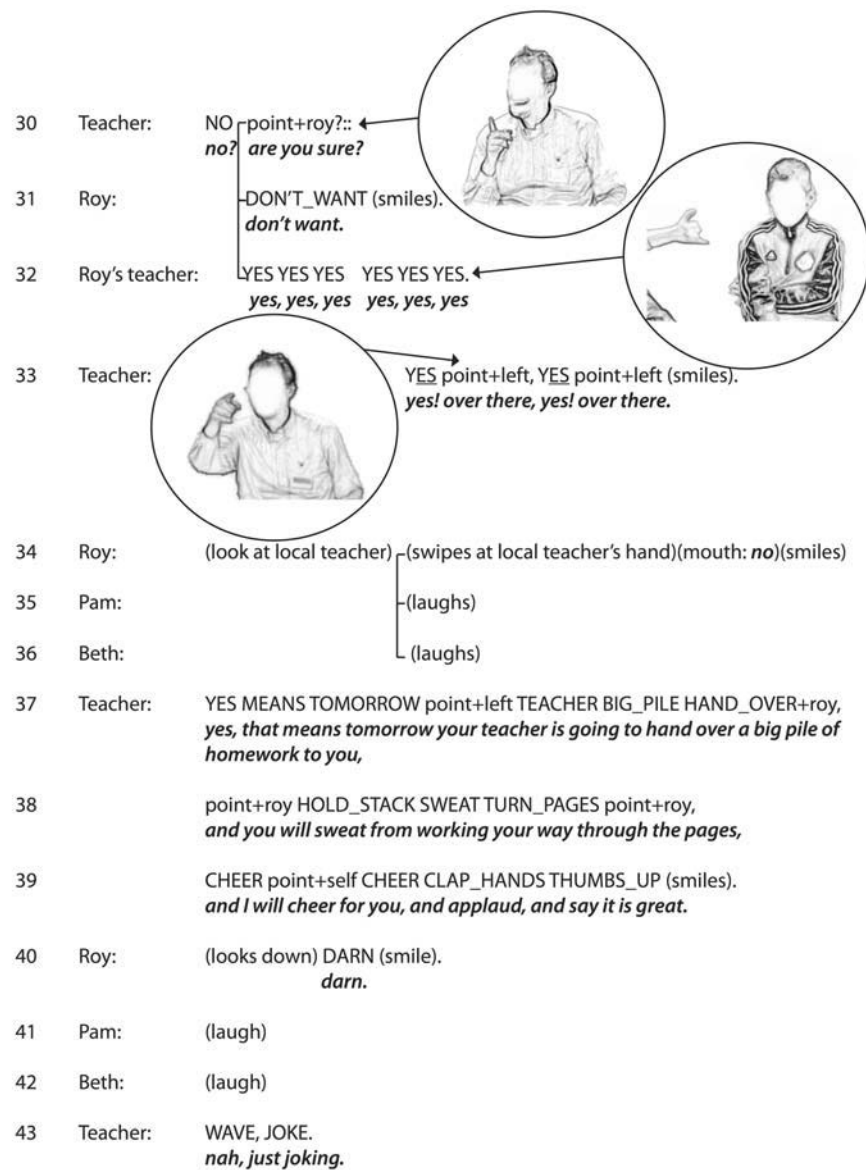 30 Teacher: NO point+roy?::
no? are you sure?
31 Roy: DON'T_WANT (smiles).
don't want.
32 Roy's teacher: YES YES YES YES YES YES.
yes, yes, yes yes, yes, yes
33 Teacher: YES point+left, YES point+left (smiles).
yes! over there, yes! over there.
34 Roy: (look at local teacher) (swipes at local teacher's hand)(mouth: no)(smiles)
35 Pam: (laughs)
36 Beth: (laughs)
37 Teacher: YES MEANS TOMORROW point+left TEACHER BIG_PILE HAND_OVER+roy,
yes, that means tomorrow your teacher is going to hand over a big pile of
homework to you,
38 point+roy HOLD_STACK SWEAT TURN_PAGES point+roy,
and you will sweat from working your way through the pages,
39 CHEER point+self CHEER CLAP_HANDS THUMBS_UP (smiles).
and I will cheer for you, and applaud, and say it is great.
40 Roy: (looks down) DARN (smile).
darn.
41 Pam: (laugh)
42 Beth: (laugh)
43 Teacher: WAVE, JOKE.
nah, just joking.